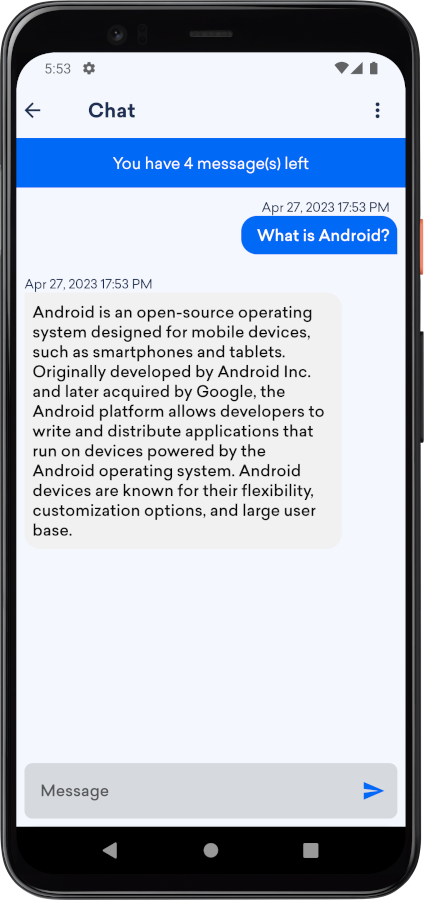 5:53
Chat
You have 4 message(s) left
Apr 27, 2023 17:53 PM
What is Android?
Apr 27, 2023 17:53 PM
Android is an open-source operating
system designed for mobile devices,
such as smartphones and tablets.
Originally developed by Android Inc.
and later acquired by Google, the
Android platform allows developers to
write and distribute applications that
run on devices powered by the
Android operating system. Android
devices are known for their flexibility,
customization options, and large user
base.
Message